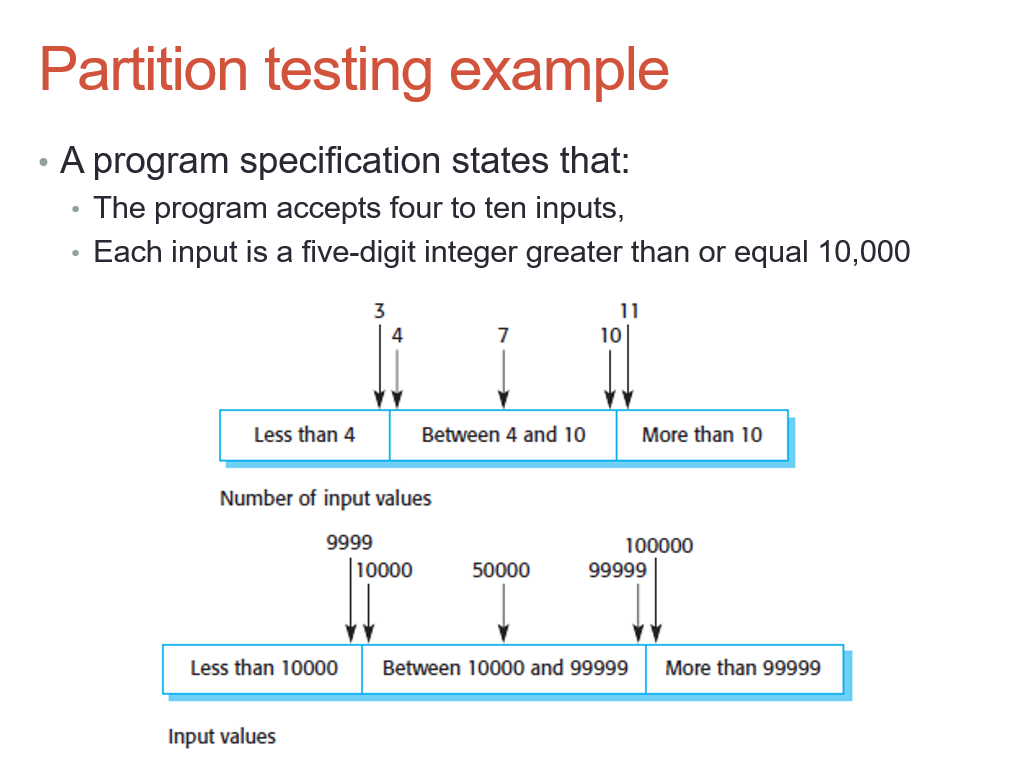 Partition testing example
• A program specification states that:
• The program accepts four to ten inputs,
• Each input is a five-digit integer greater than or equal 10,000
3 11
4 7 10
Less than 4 Between 4 and 10 More than 10
Number of input values
9999 100000
10000 50000 99999
Less than 10000 Between 10000 and 99999 More than 99999
Input values